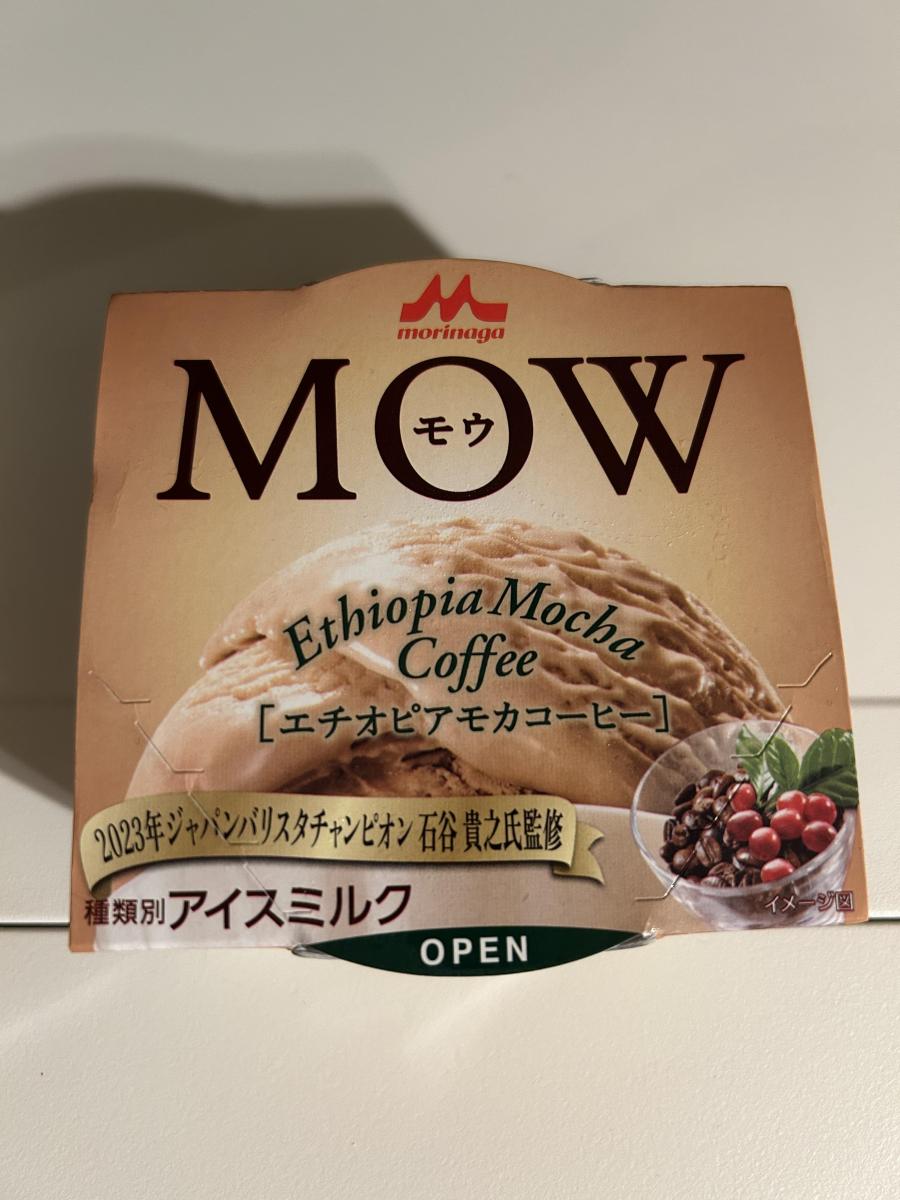 morinaga
MOW
モウ
Ethiopia Mocha
Coffee
[エチオピアモカコーヒー]
2023年ジャパンバリスタチャンピオン 石谷 貴之氏監修
種類別アイスミルク
イメージ図
OPEN